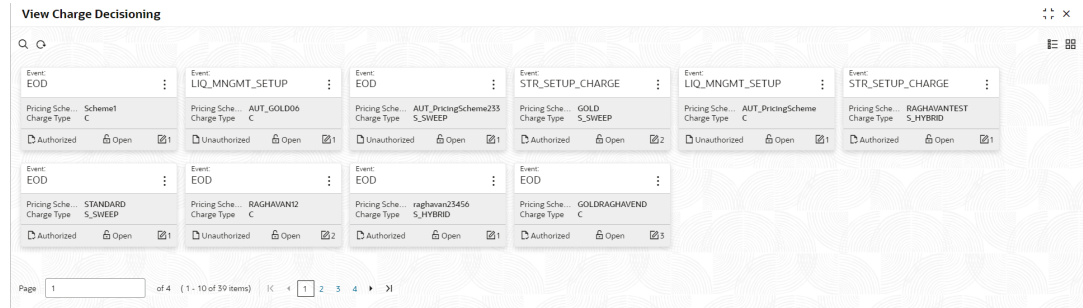 View Charge Decisioning
Event:
EOD
Pricing Sche... Scheme1
Charge Type C
Authorized Open 1
Event:
LIQ_MNGMT_SETUP
Pricing Sche... AUT_GOLD06
Charge Type C
Unauthorized Open 1
Event:
EOD
Pricing Sche... AUT_PricingScheme233
Charge Type S_SWEEP
Unauthorized Open 1
Event:
STR_SETUP_CHARGE
Pricing Sche... GOLD
Charge Type S_SWEEP
Authorized Open 2
Event:
LIQ_MNGMT_SETUP
Pricing Sche... AUT_PricingScheme
Charge Type C
Unauthorized Open 1
Event:
STR_SETUP_CHARGE
Pricing Sche... RAGHAVANTEST
Charge Type S_HYBRID
Authorized Open 1
Event:
EOD
Pricing Sche... STANDARD
Charge Type S_SWEEP
Authorized Open 1
Event:
EOD
Pricing Sche... RAGHAVAN12
Charge Type C
Unauthorized Open 2
Event:
EOD
Pricing Sche... raghavan23456
Charge Type S_HYBRID
Authorized Open 1
Event:
EOD
Pricing Sche... GOLDRAGHAVEND
Charge Type C
Authorized Open 3
Page 1 of 4 (1 - 10 of 39 items) 1 2 3 4